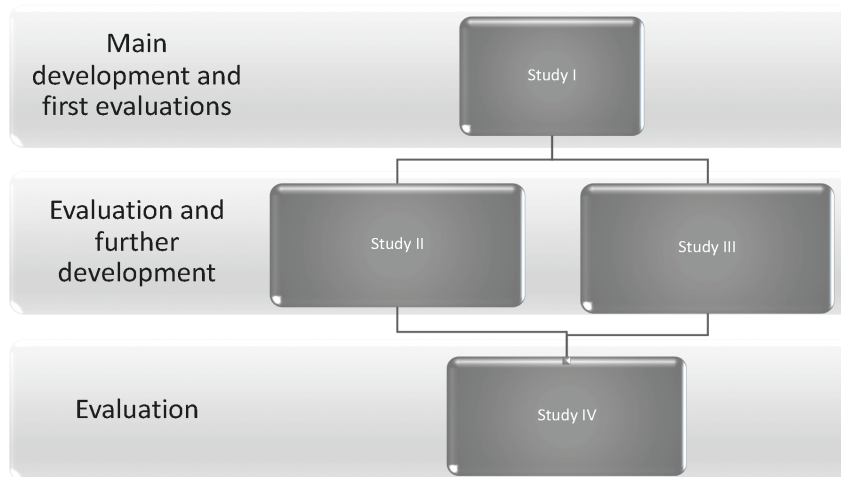 Main
development and
first evaluations
Study I
Evaluation and
further
development
Study II
Study III
Evaluation
Study IV